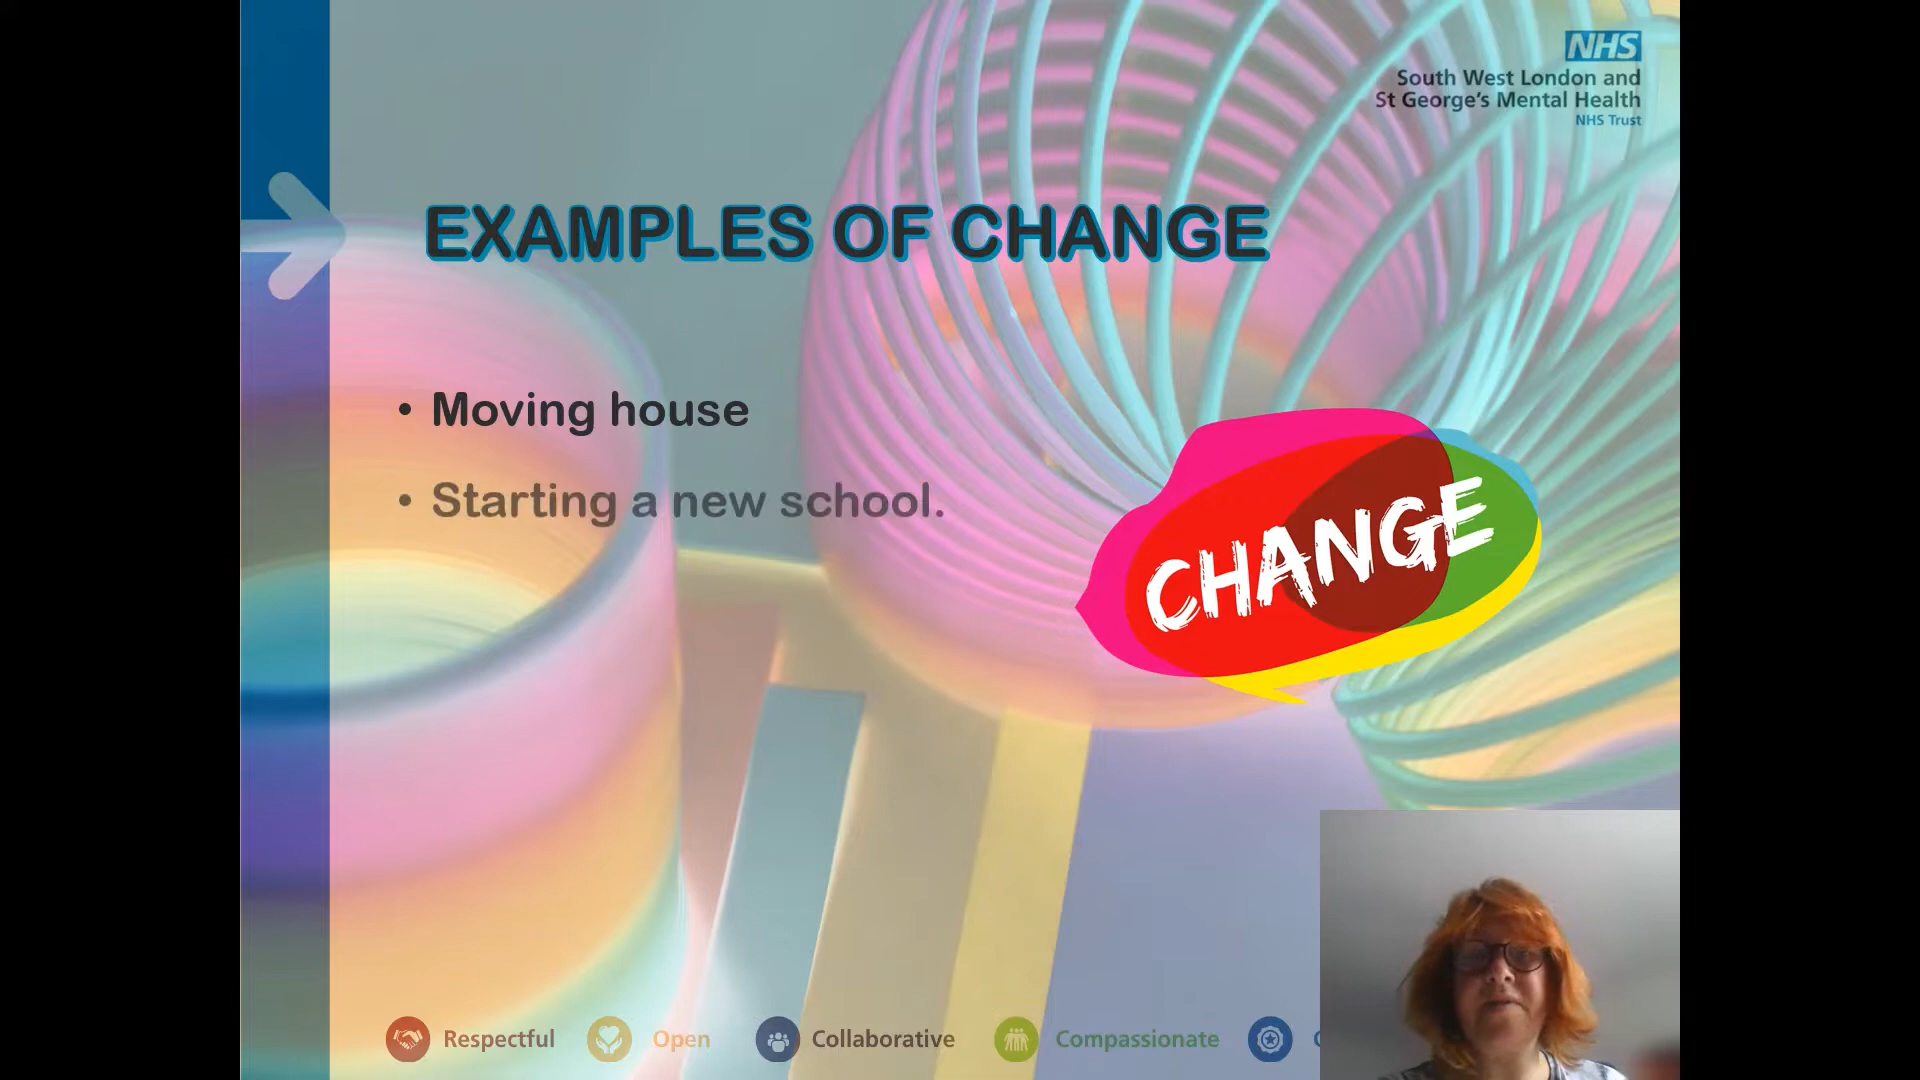 NHS
South West London and
St George's Mental Health
NHS Trust
EXAMPLES OF CHANGE
• Moving house
• Starting a new school.
CHANGE
Respectful
Open
Collaborative
Compassionate